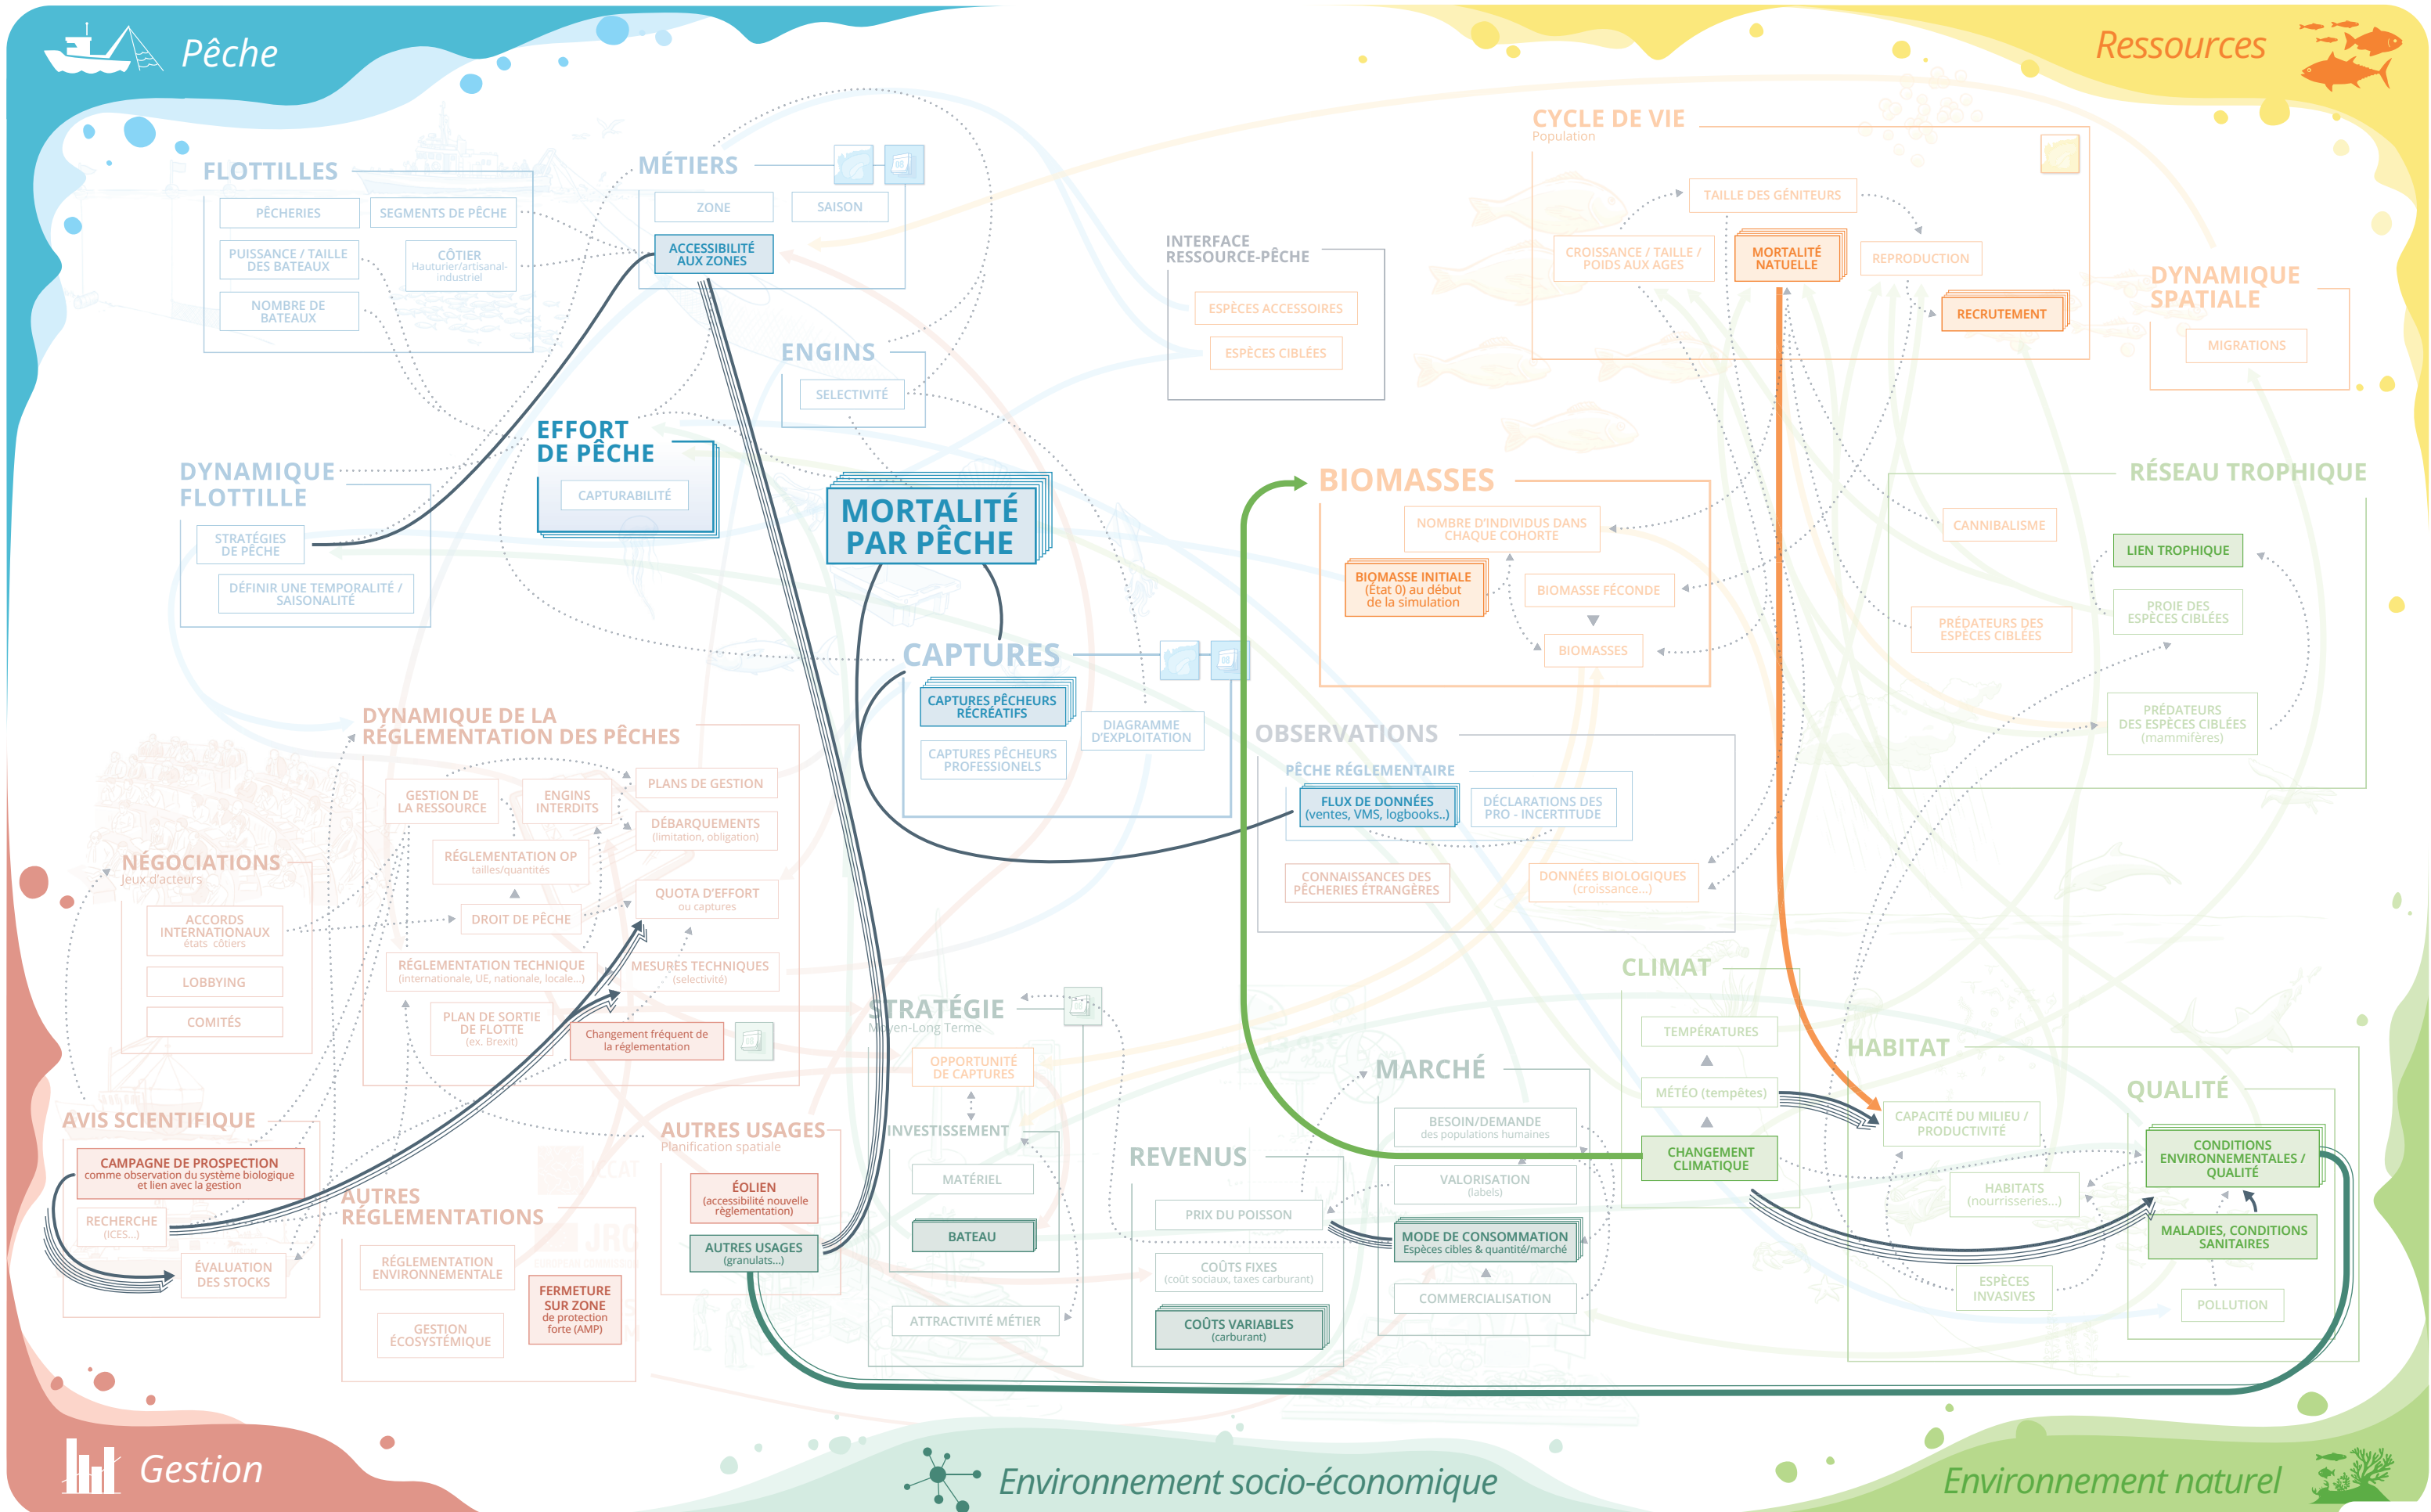 Pêche
Ressources
FLOTTILLES
PÊCHERIES
SEGMENTS DE PÊCHE
PUISSANCE / TAILLE
DES BATEAUX
CÔTIER
Hauturier/artisanal-
industriel
NOMBRE DE
BATEAUX
MÉTIERS
ZONE
SAISON
ACCESSIBILITÉ
AUX ZONES
ENGINS
SELECTIVITÉ
INTERFACE
RESSOURCE-PÊCHE
ESPÈCES ACCESSOIRES
ESPÈCES CIBLÉES
CYCLE DE VIE
Population
TAILLE DES GÉNITEURS
CROISSANCE / TAILLE /
POIDS AUX AGES
MORTALITÉ
NATUELLE
REPRODUCTION
RECRUTEMENT
DYNAMIQUE
SPATIALE
MIGRATIONS
DYNAMIQUE
FLOTTILLE
STRATÉGIES
DE PÊCHE
DÉFINIR UNE TEMPORALITÉ /
SAISONALITÉ
EFFORT
DE PÊCHE
CAPTURABILITÉ
MORTALITÉ
PAR PÊCHE
CAPTURES
CAPTURES PÊCHEURS
RÉCRÉATIFS
CAPTURES PÊCHEURS
PROFESSIONELS
DIAGRAMME
D'EXPLOITATION
BIOMASSES
NOMBRE D'INDIVIDUS DANS
CHAQUE COHORTE
BIOMASSE INITIALE
(État 0) au début
de la simulation
BIOMASSE FÉCONDE
BIOMASSES
RÉSEAU TROPHIQUE
CANNIBALISME
LIEN TROPHIQUE
PROIE DES
ESPÈCES CIBLÉES
PRÉDATEURS DES
ESPÈCES CIBLÉES
PRÉDATEURS
DES ESPÈCES CIBLÉES
(mammifères)
OBSERVATIONS
PÊCHE RÉGLEMENTAIRE
FLUX DE DONNÉES
(ventes, VMS, logbooks..)
DÉCLARATIONS DES
PRO - INCERTITUDE
CONNAISSANCES DES
PÊCHERIES ÉTRANGÈRES
DONNÉES BIOLOGIQUES
(croissance...)
DYNAMIQUE DE LA
RÉGLEMENTATION DES PÊCHES
GESTION DE
LA RESSOURCE
ENGINS
INTERDITS
PLANS DE GESTION
DÉBARQUEMENTS
(limitation, obligation)
RÉGLEMENTATION OP
tailles/quantités
QUOTA D'EFFORT
ou captures
DROIT DE PÊCHE
RÉGLEMENTATION TECHNIQUE
(internationale, UE, nationale, locale...)
MESURES TECHNIQUES
(selectivité)
PLAN DE SORTIE
DE FLOTTE
(ex. Brexit)
Changement fréquent de
la réglementation
NÉGOCIATIONS
Jeux d'acteurs
ACCORDS
INTERNATIONAUX
états côtiers
LOBBYING
COMITÉS
AVIS SCIENTIFIQUE
CAMPAGNE DE PROSPECTION
comme observation du système biologique
et lien avec la gestion
RECHERCHE
(ICES...)
ÉVALUATION
DES STOCKS
AUTRES
RÉGLEMENTATIONS
RÉGLEMENTATION
ENVIRONNEMENTALE
GESTION
ÉCOSYSTÉMIQUE
FERMETURE
SUR ZONE
de protection
forte (AMP)
JRC
AUTRES USAGES
Planification spatiale
ÉOLIEN
(accessibilité nouvelle
règlementation)
AUTRES USAGES
(granulats...)
STRATÉGIE
Moyen-Long Terme
OPPORTUNITÉ
DE CAPTURES
INVESTISSEMENT
MATÉRIEL
BATEAU
ATTRACTIVITÉ MÉTIER
REVENUS
PRIX DU POISSON
COÛTS FIXES
(coût sociaux, taxes carburant)
COÛTS VARIABLES
(carburant)
MARCHÉ
BESOIN/DEMANDE
des populations humaines
VALORISATION
(labels)
MODE DE CONSOMMATION
Espèces cibles & quantité/marché
COMMERCIALISATION
CLIMAT
TEMPÉRATURES
MÉTÉO (tempêtes)
CHANGEMENT
CLIMATIQUE
HABITAT
CAPACITÉ DU MILIEU /
PRODUCTIVITÉ
HABITATS
(nourrisseries...)
ESPÈCES
INVASIVES
QUALITÉ
CONDITIONS
ENVIRONNEMENTALES /
QUALITÉ
MALADIES, CONDITIONS
SANITAIRES
POLLUTION
Gestion
Environnement socio-économique
Environnement naturel